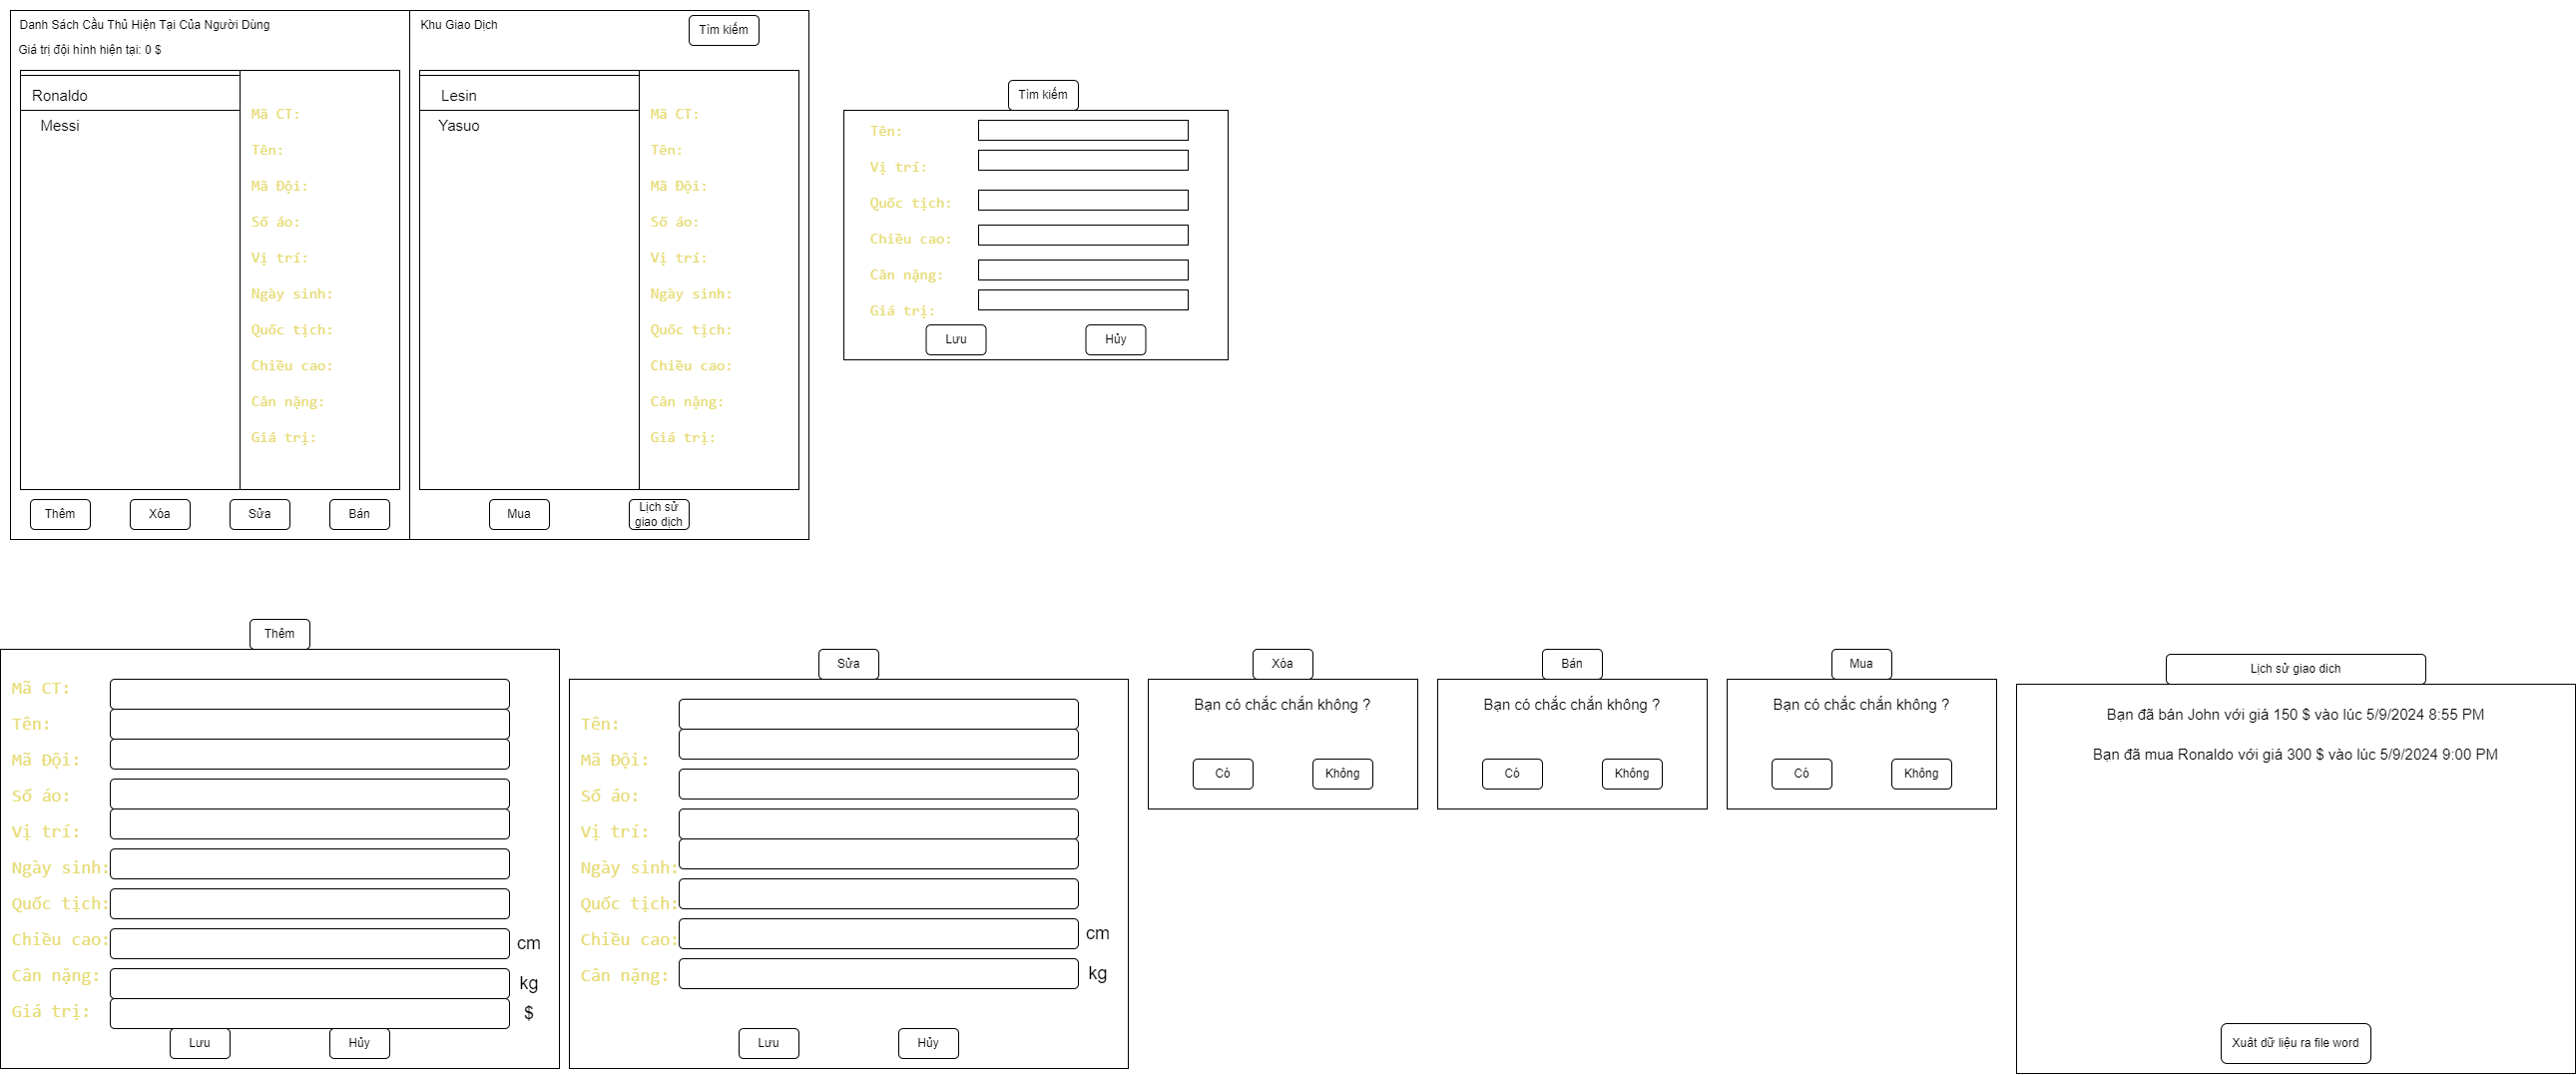 Danh Sách Cầu Thủ Hiện Tại Của Người Dùng
Giá trị đội hình hiện tại: 0 $
Ronaldo
Messi
Mã CT:
Tên:
Mã Đội:
Số áo:
Vị trí:
Ngày sinh:
Quốc tịch:
Chiều cao:
Cân nặng:
Giá trị:
Thêm
Xóa
Sửa
Bán
Khu Giao Dịch
Tìm kiếm
Lesin
Yasuo
Mã CT:
Tên:
Mã Đội:
Số áo:
Vị trí:
Ngày sinh:
Quốc tịch:
Chiều cao:
Cân nặng:
Giá trị:
Mua
Lịch sử
giao dịch
Tìm kiếm
Tên:
Vị trí:
Quốc tịch:
Chiều cao:
Cân nặng:
Giá trị:
Lưu
Hủy
Thêm
Mã CT:
Tên:
Mã Đội:
Số áo:
Vị trí:
Ngày sinh:
Quốc tịch:
Chiều cao: cm
Cân nặng: kg
Giá trị: $
Lưu
Hủy
Sửa
Tên:
Mã Đội:
Số áo:
Vị trí:
Ngày sinh:
Quốc tịch:
Chiều cao: cm
Cân nặng: kg
Lưu
Hủy
Xóa
Bạn có chắc chắn không ?
Có
Không
Bán
Bạn có chắc chắn không ?
Có
Không
Mua
Bạn có chắc chắn không ?
Có
Không
Lịch sử giao dich
Bạn đã bán John với giá 150 $ vào lúc 5/9/2024 8:55 PM
Bạn đã mua Ronaldo với giá 300 $ vào lúc 5/9/2024 9:00 PM
Xuât dữ liệu ra file word